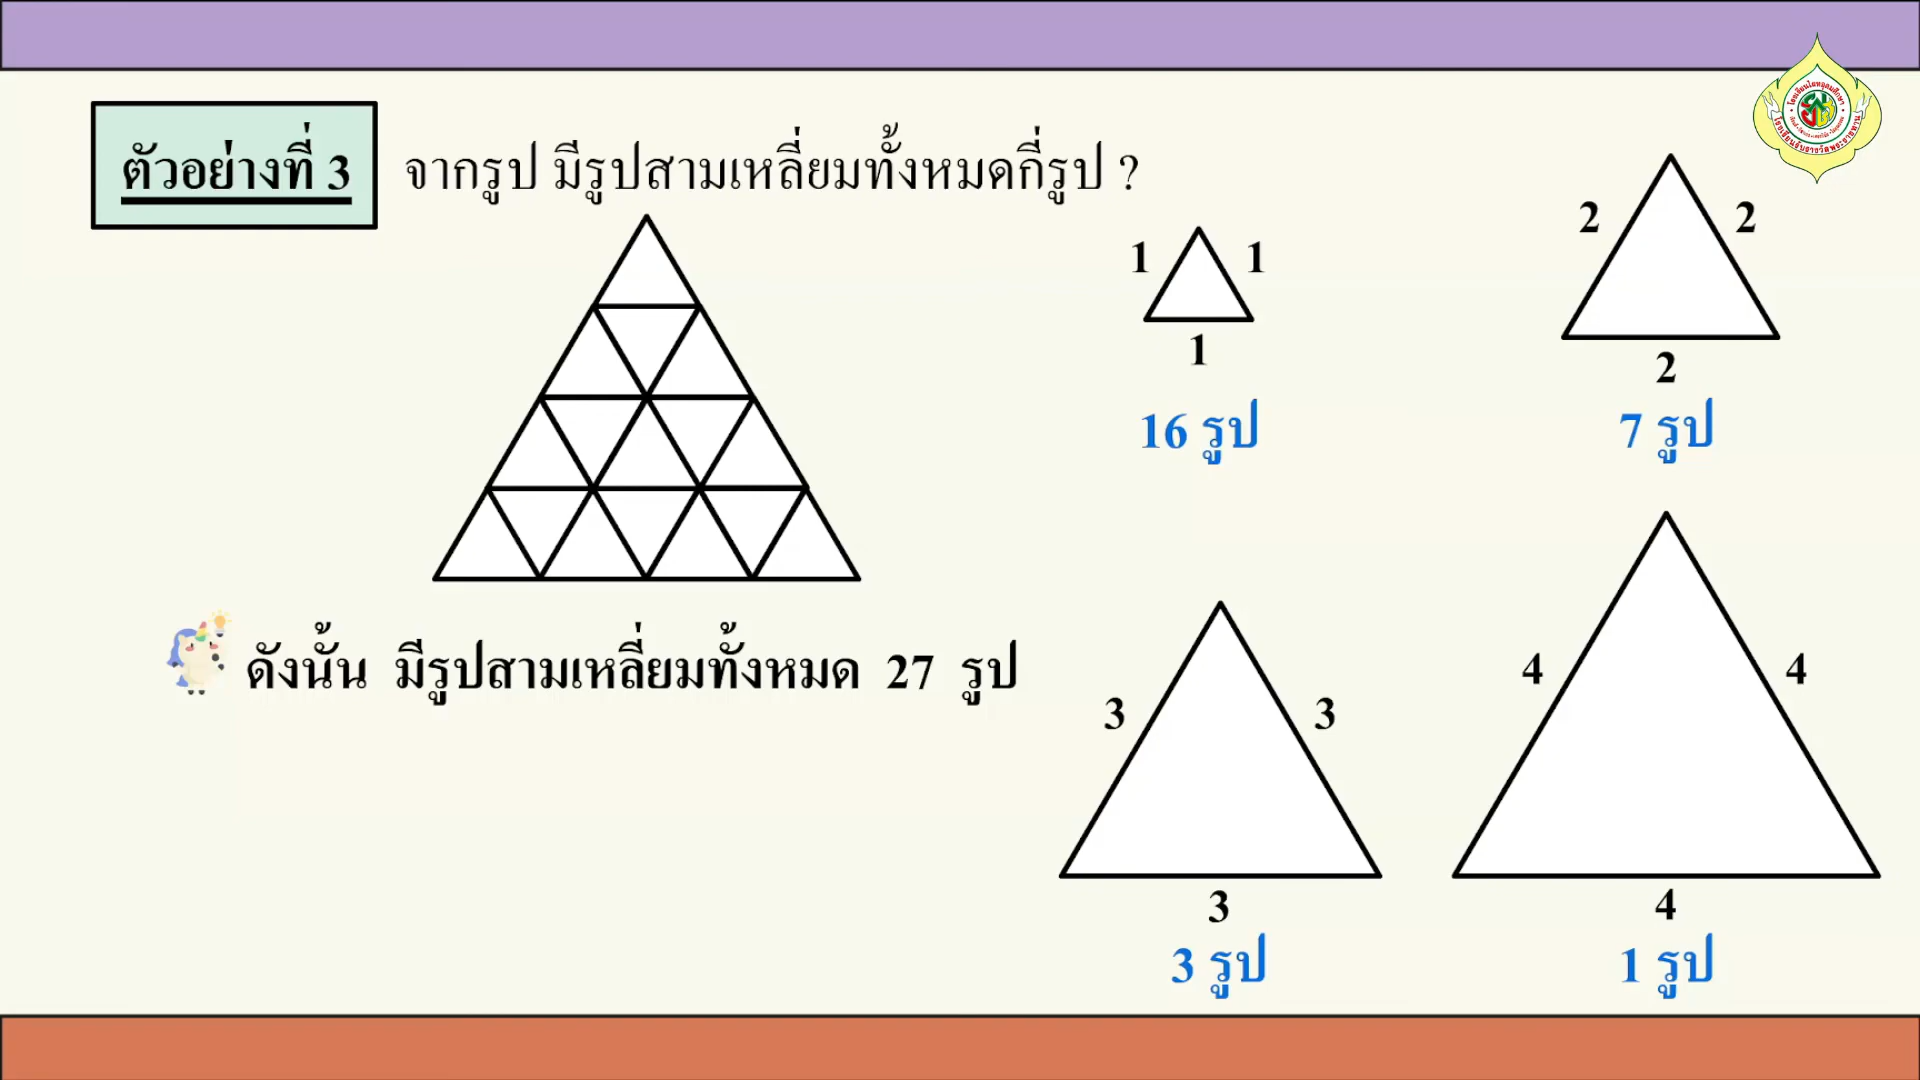 ตัวอย่างที่ 3
จากรูป มีรูปสามเหลี่ยมทั้งหมดกี่รูป ?
1 1
1
16 รูป
2 2
2
7 รูป
ดังนั้น มีรูปสามเหลี่ยมทั้งหมด 27 รูป
3 3
3
3 รูป
4 4
4
1 รูป